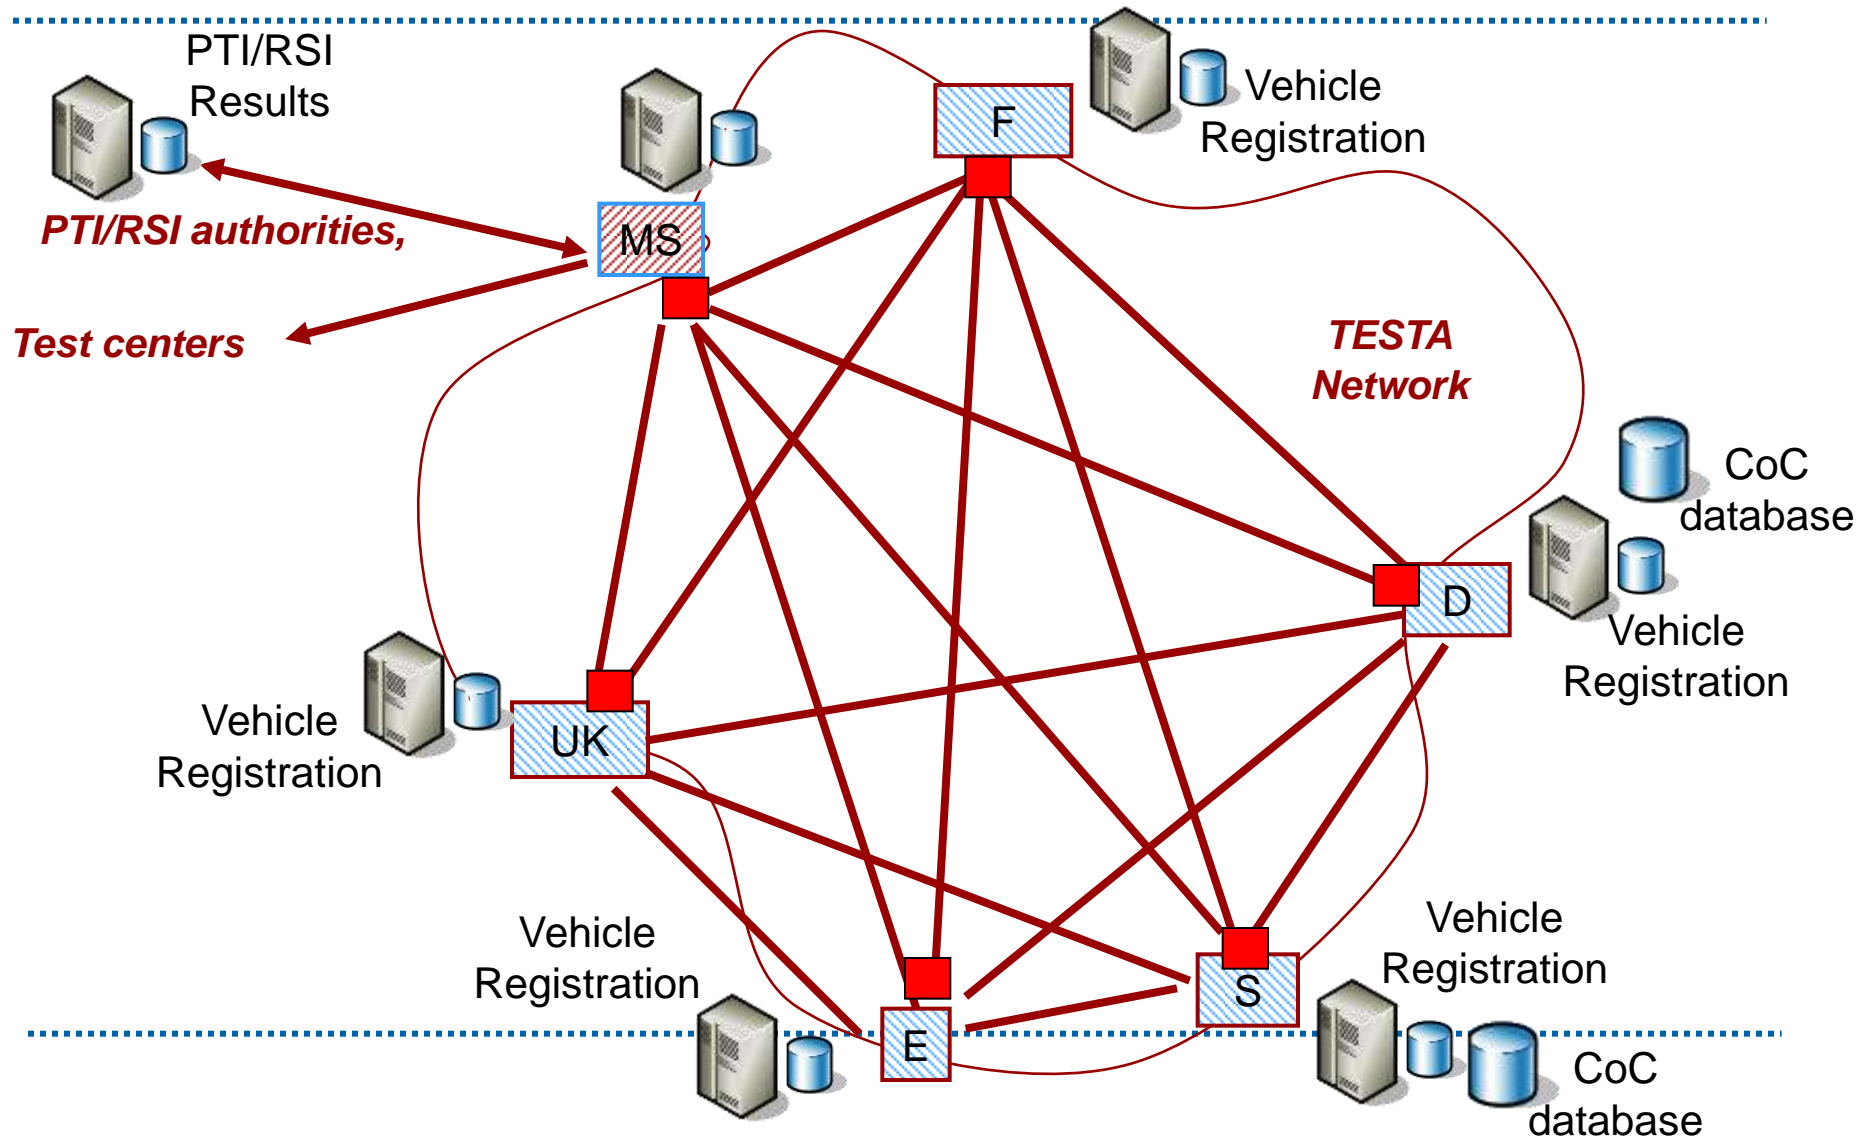 PTI/RSI
Results
F
Vehicle
Registration
PTI/RSI authorities,
MS
Test centers
TESTA
Network
CoC
database
D
Vehicle
Registration
Vehicle
Registration
UK
Vehicle
Registration
Vehicle
Registration
S
E
CoC
database